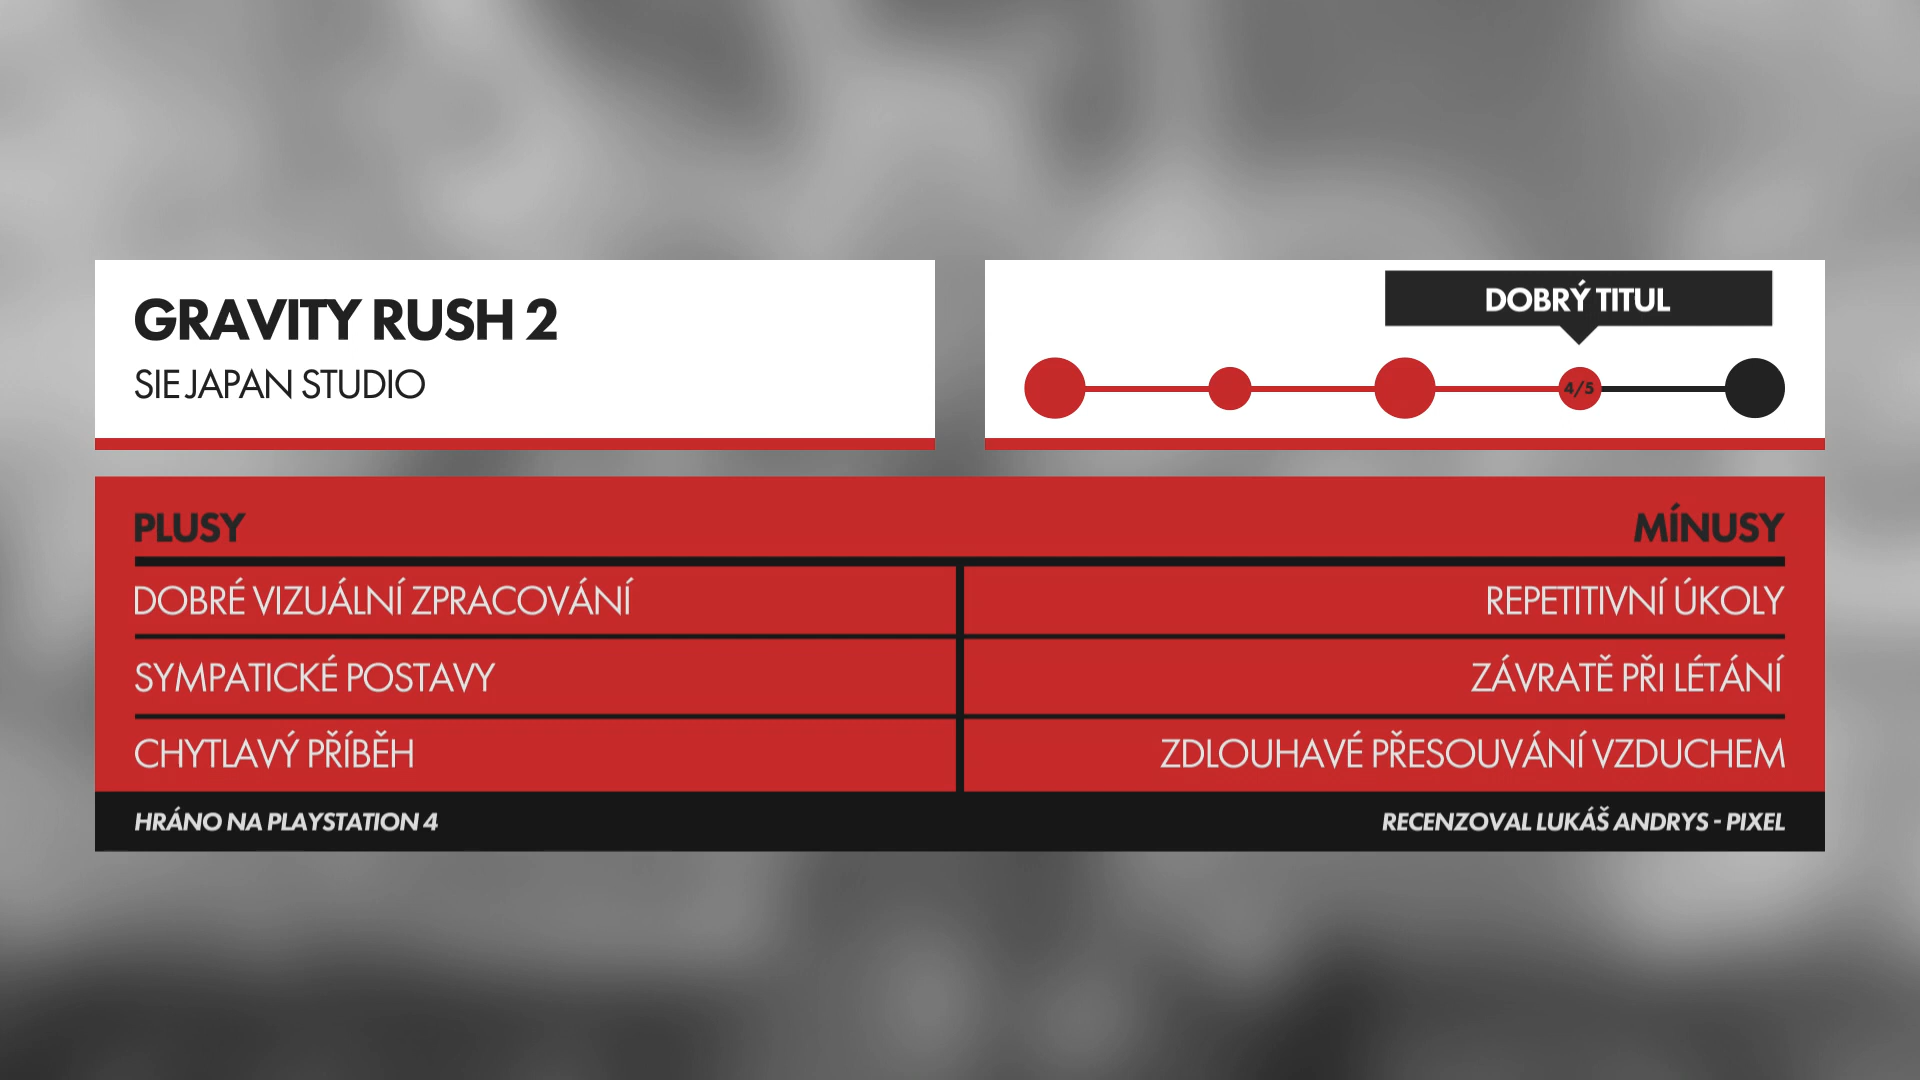 GRAVITY RUSH 2
SIE JAPAN STUDIO
DOBRÝ TITUL
4/5
PLUSY
MÍNUSY
DOBRÉ VIZUÁLNÍ ZPRACOVÁNÍ
REPETITIVNÍ ÚKOLY
SYMPATICKÉ POSTAVY
ZÁVRATĚ PŘI LÉTÁNÍ
CHYTLAVÝ PŘÍBĚH
ZDLOUHAVÉ PŘESOUVÁNÍ VZDUCHEM
HRÁNO NA PLAYSTATION 4
RECENZOVAL LUKÁŠ ANDRYS - PIXEL